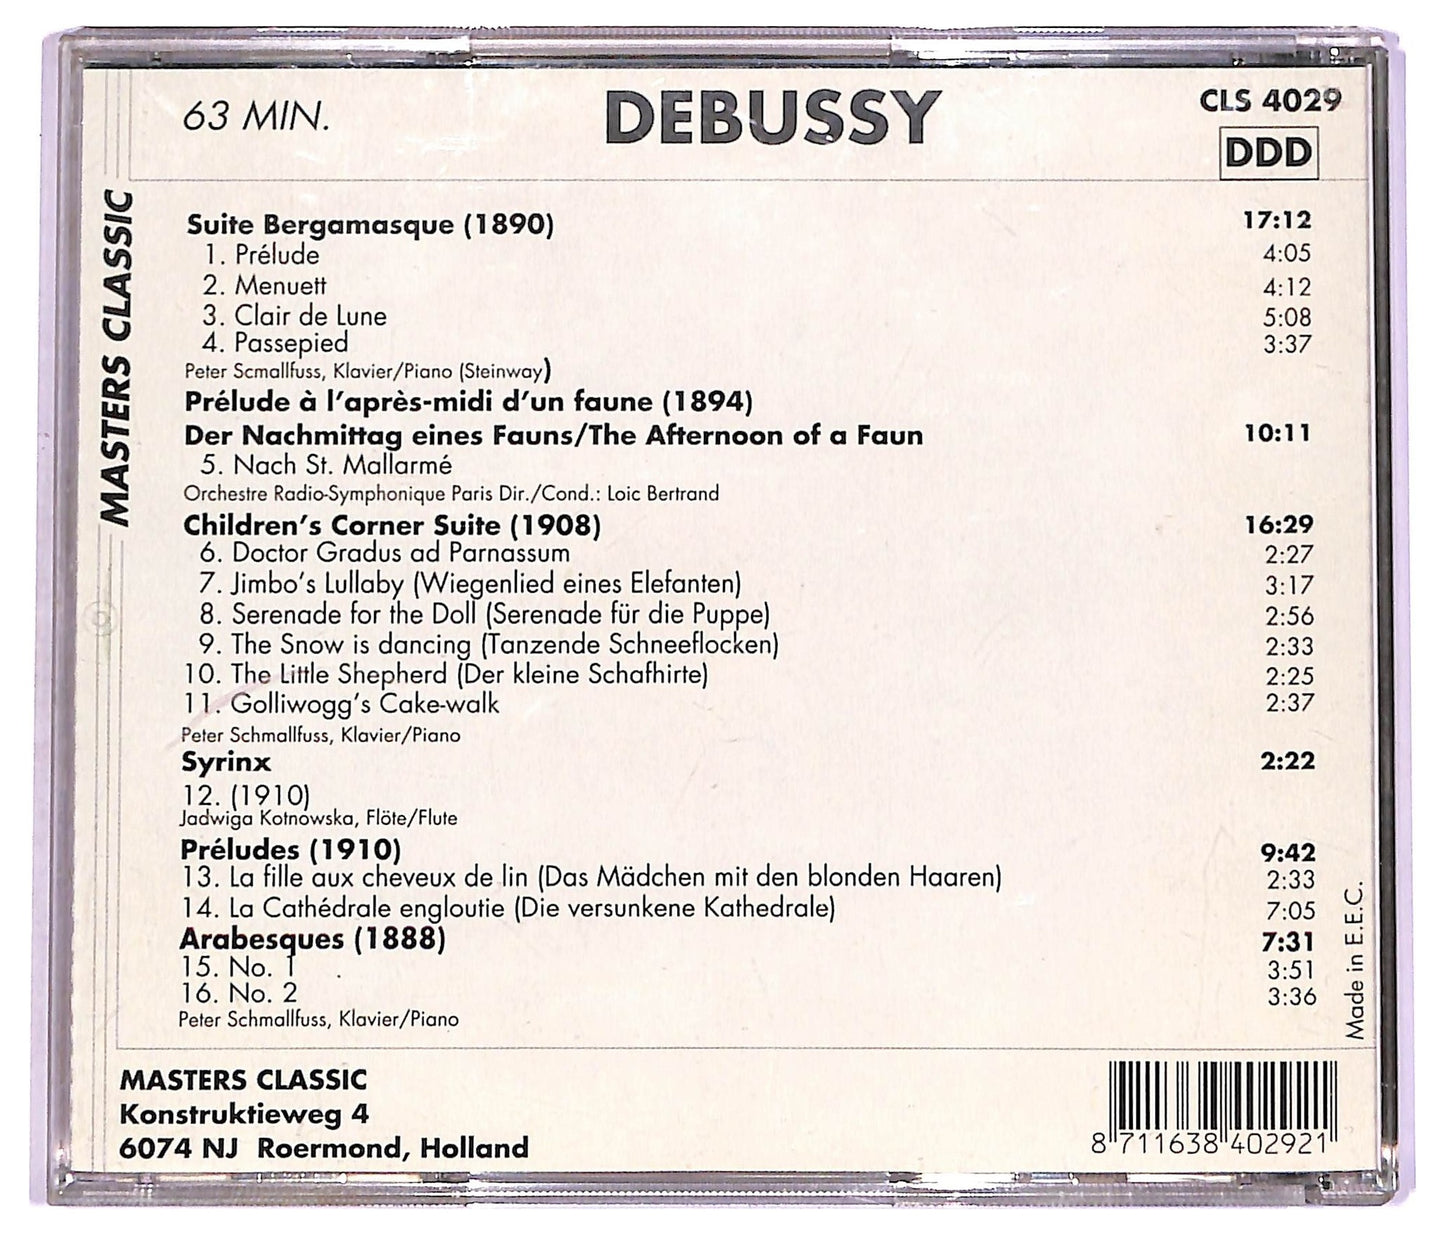 63 MIN. DEBUSSY CLS 4029
DDD
MASTERS CLASSIC
Suite Bergamasque (1890) 17:12
1. Prélude 4:05
2. Menuett 4:12
3. Clair de Lune 5:08
4. Passepied 3:37
Peter Scmallfuss, Klavier/Piano (Steinway)
Prélude à l'après-midi d'un faune (1894)
Der Nachmittag eines Fauns/The Afternoon of a Faun 10:11
5. Nach St. Mallarmé
Orchestre Radio-Symphonique Paris Dir./Cond.: Loic Bertrand
Children's Corner Suite (1908) 16:29
6. Doctor Gradus ad Parnassum 2:27
7. Jimbo's Lullaby (Wiegenlied eines Elefanten) 3:17
8. Serenade for the Doll (Serenade für die Puppe) 2:56
9. The Snow is dancing (Tanzende Schneeflocken) 2:33
10. The Little Shepherd (Der kleine Schafhirte) 2:25
11. Golliwogg's Cake-walk 2:37
Peter Schmallfuss, Klavier/Piano
Syrinx 2:22
12. (1910)
Jadwiga Kotnowska, Flöte/Flute
Préludes (1910) 9:42
13. La fille aux cheveux de lin (Das Mädchen mit den blonden Haaren) 2:33
14. La Cathédrale engloutie (Die versunkene Kathedrale) 7:05
Arabesques (1888) 7:31
15. No. 1 3:51
16. No. 2 3:36
Peter Schmallfuss, Klavier/Piano
Made in E.E.C.
MASTERS CLASSIC
Konstruktieweg 4
6074 NJ Roermond, Holland
8 711638 402921